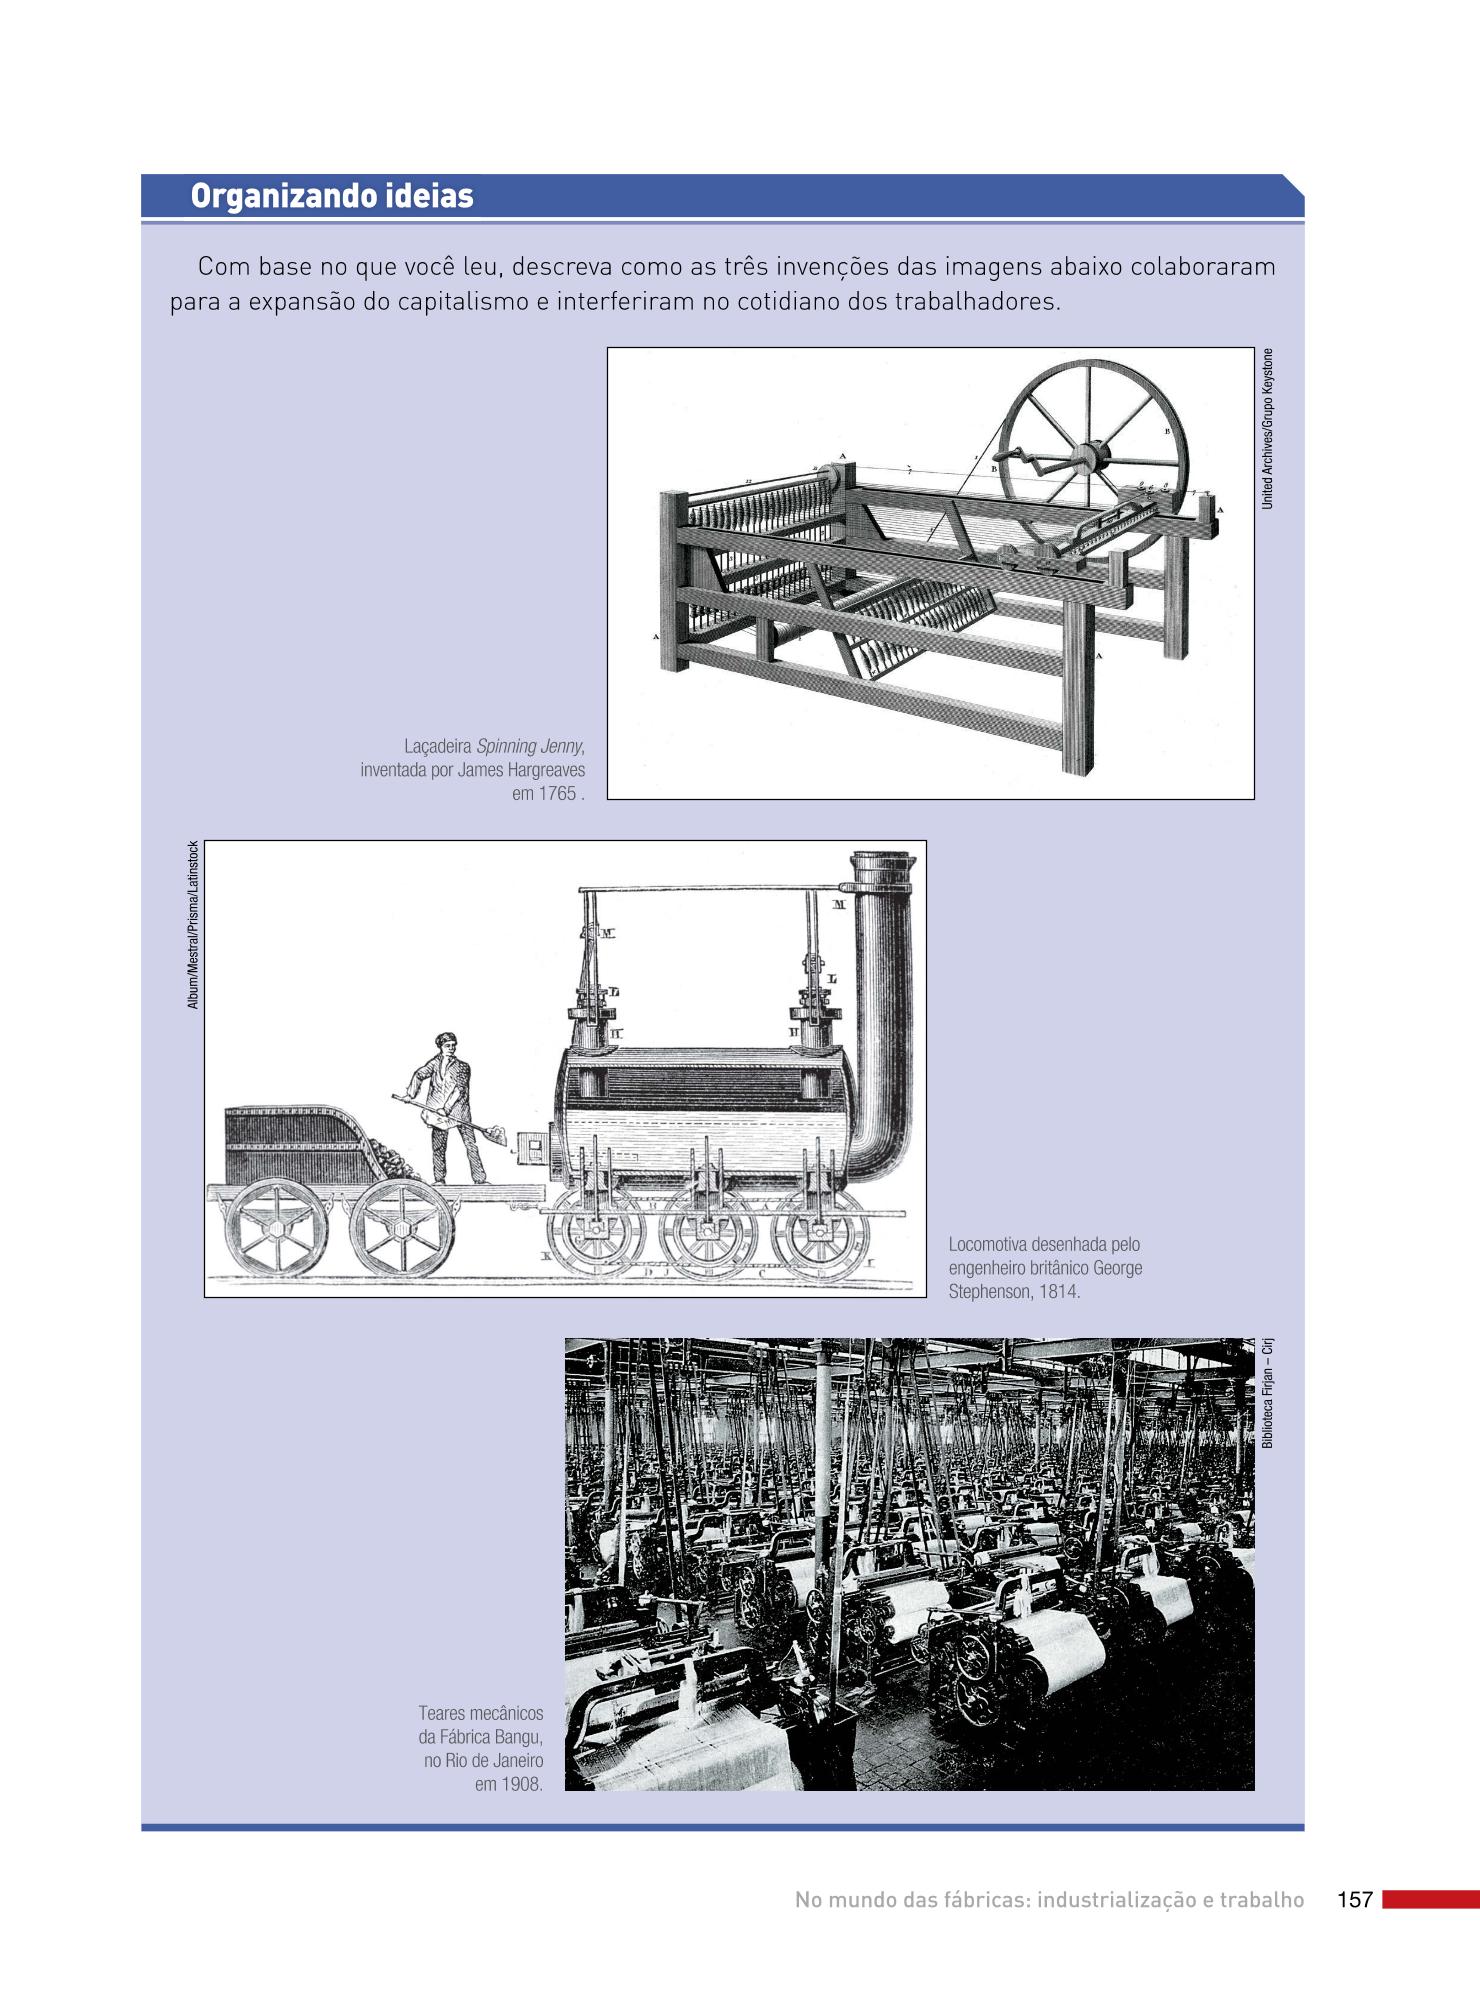 Organizando ideias
Com base no que você leu, descreva como as três invenções das imagens abaixo colaboraram
para a expansão do capitalismo e interferiram no cotidiano dos trabalhadores.
United Archives/Grupo Keystone
Laçadeira Spinning Jenny,
inventada por James Hargreaves
em 1765 .
Album/Mestral/Prisma/Latinstock
Locomotiva desenhada pelo
engenheiro britânico George
Stephenson, 1814.
Biblioteca Firjan – Cirj
Teares mecânicos
da Fábrica Bangu,
no Rio de Janeiro
em 1908.
No mundo das fábricas: industrialização e trabalho 157